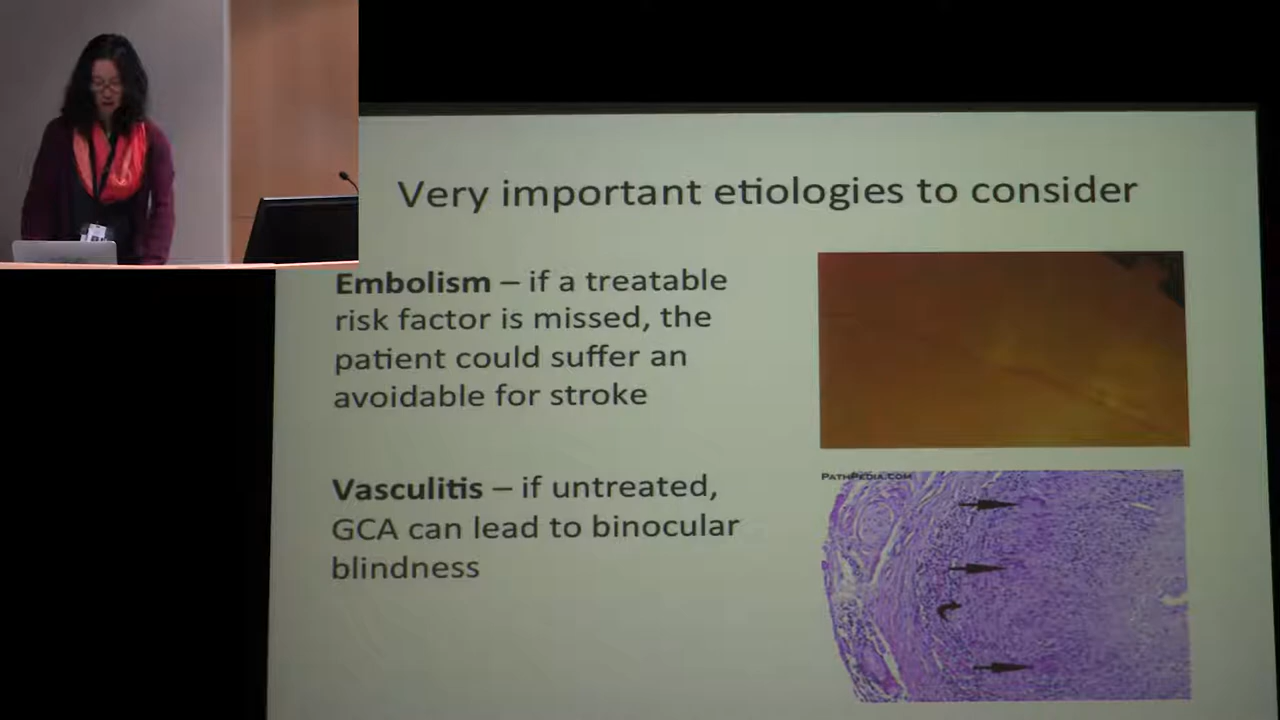 Very important etiologies to consider
Embolism – if a treatable
risk factor is missed, the
patient could suffer an
avoidable for stroke
Vasculitis – if untreated,
GCA can lead to binocular
blindness
PATHPEDIA.COM